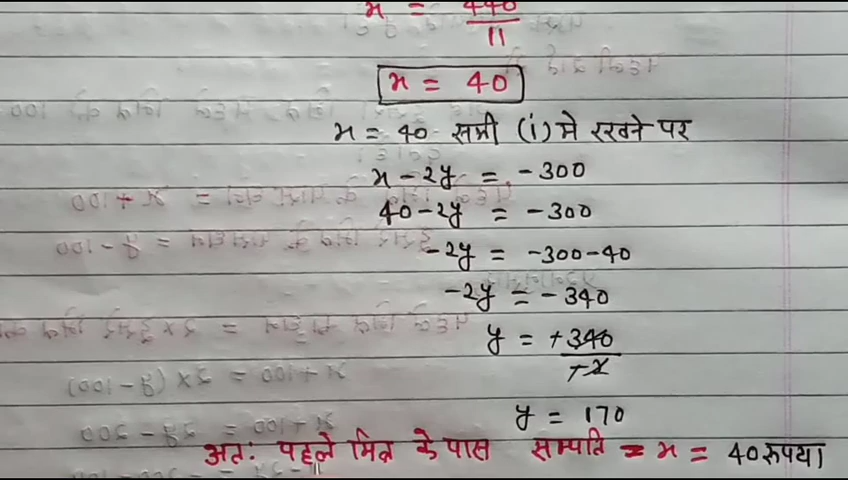 x = 440/11
x = 40
x = 40 समी (i) मे रखने पर
x - 2y = -300
40 - 2y = -300
-2y = -300 - 40
-2y = -340
y = +340/+2
y = 170
अतः पहले मित्र के पास सम्पति = x = 40 रुपया